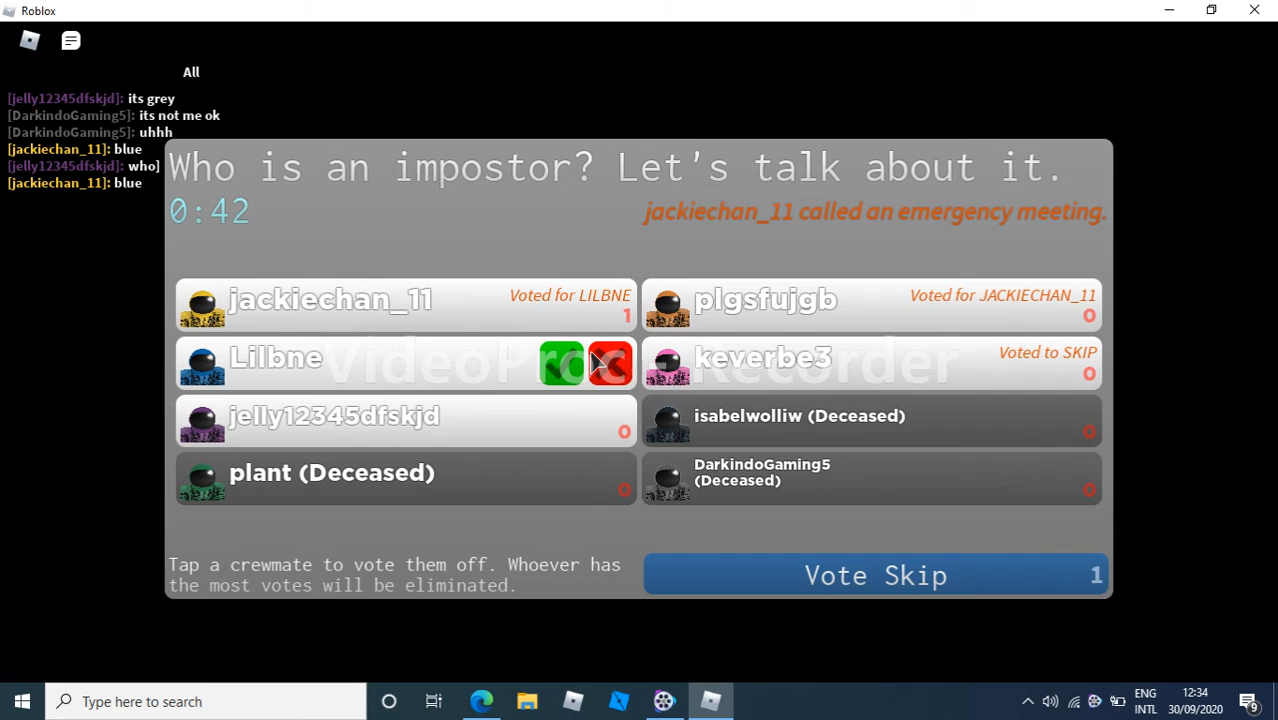 Roblox
All
[jelly12345dfskjd]: its grey
[DarkindoGaming5]: its not me ok
[DarkindoGaming5]: uhhh
[jackiechan_11]: blue
[jelly12345dfskjd]: who]
[jackiechan_11]: blue
Who is an impostor? Let's talk about it.
0:42
jackiechan_11 called an emergency meeting.
jackiechan_11
Voted for LILBNE
1
plgsfujgb
Voted for JACKIECHAN_11
0
Lilbne
keverbe3
Voted to SKIP
0
VideoProc Recorder
jelly12345dfskjd
0
isabelwolliw (Deceased)
0
plant (Deceased)
0
DarkindoGaming5
(Deceased)
0
Tap a crewmate to vote them off. Whoever has
the most votes will be eliminated.
Vote Skip
1
Type here to search
ENG
INTL
12:34
30/09/2020
9